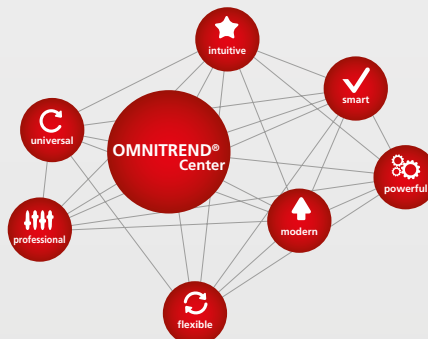 intuitive
smart
universal
OMNITREND®
Center
powerful
professional
modern
flexible